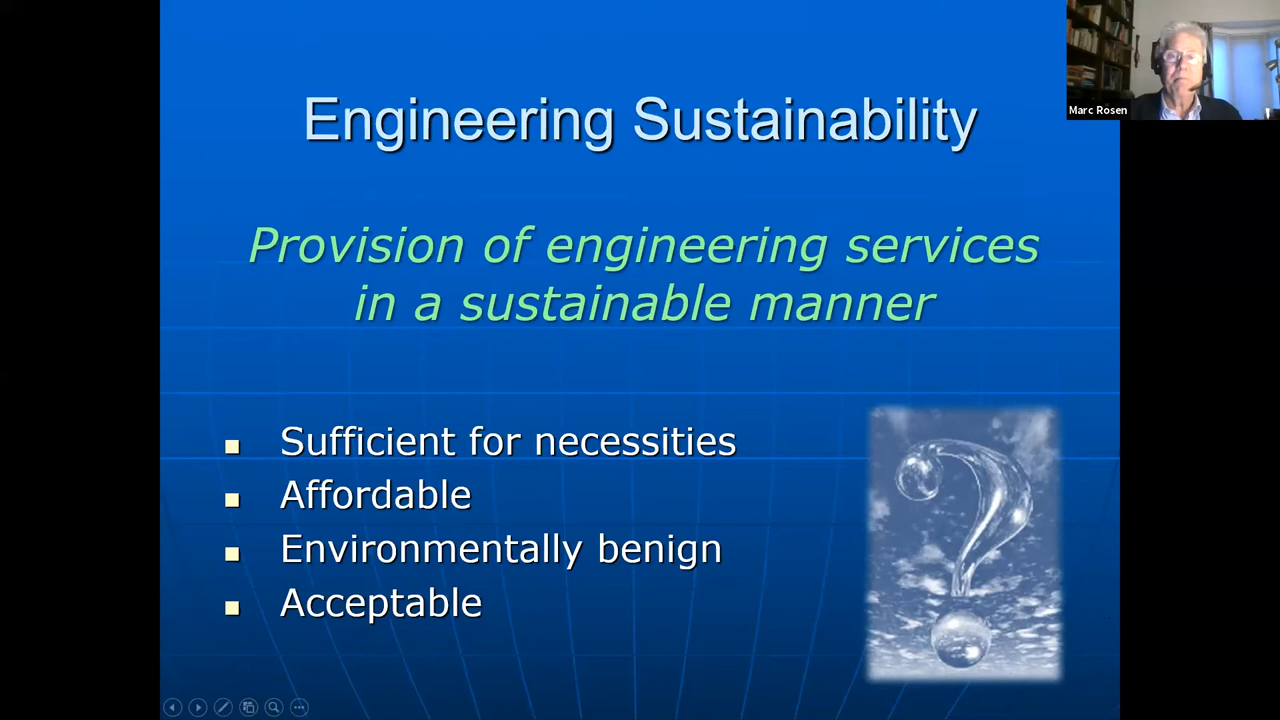 Engineering Sustainability
Marc Rosen
Provision of engineering services
in a sustainable manner
Sufficient for necessities
Affordable
Environmentally benign
Acceptable